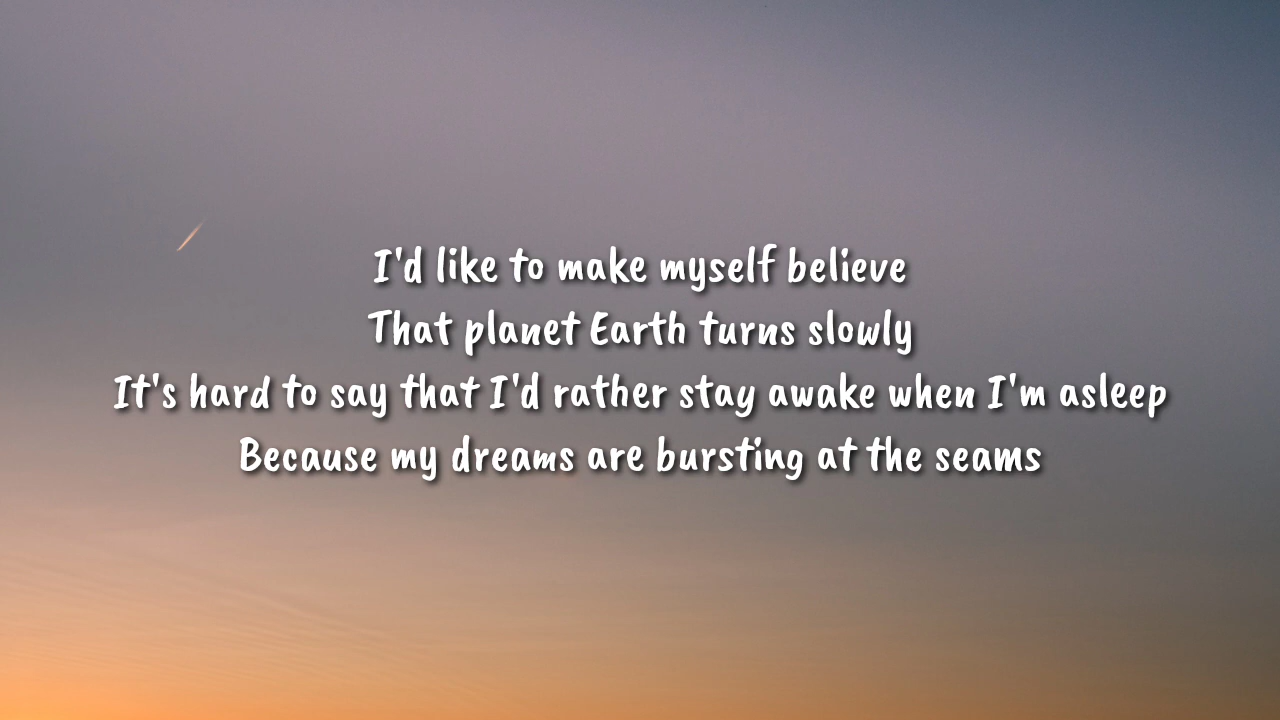 I'd like to make myself believe
That planet Earth turns slowly
It's hard to say that I'd rather stay awake when I'm asleep
Because my dreams are bursting at the seams